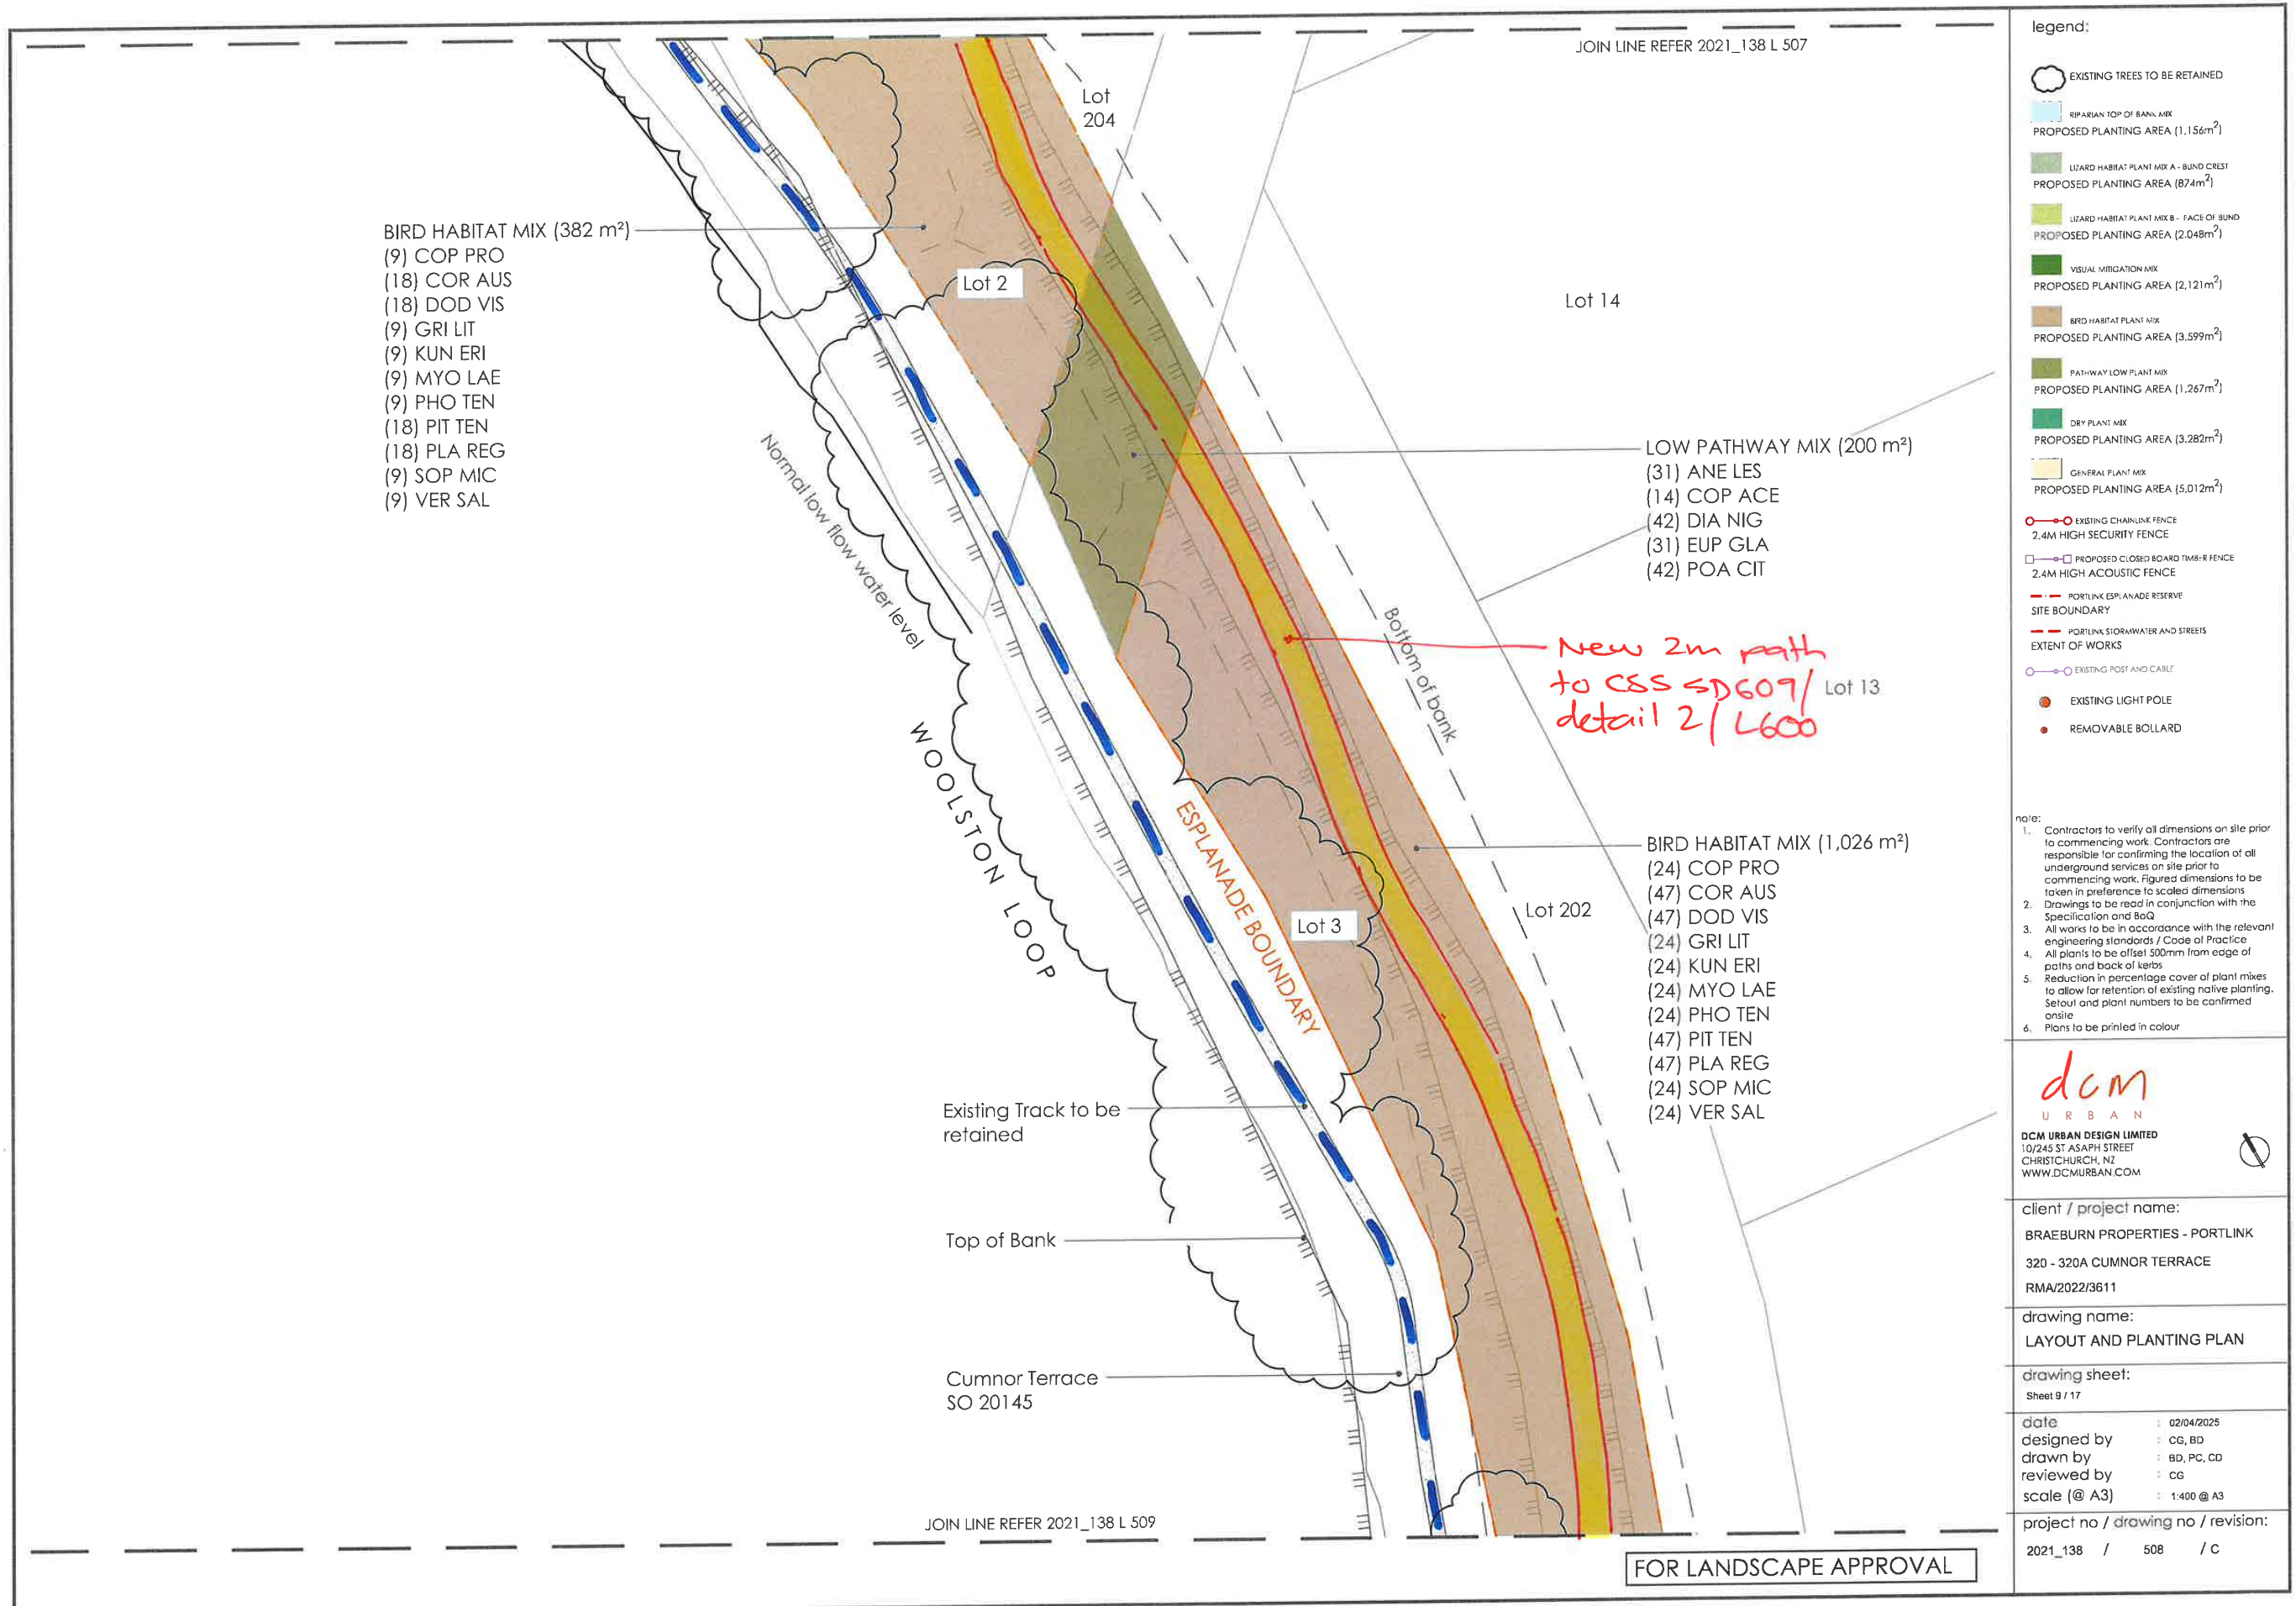 JOIN LINE REFER 2021_138 L 507
Lot
204
BIRD HABITAT MIX (382 m²)
(9) COP PRO
(18) COR AUS
(18) DOD VIS
(9) GRI LIT
(9) KUN ERI
(9) MYO LAE
(9) PHO TEN
(18) PIT TEN
(18) PLA REG
(9) SOP MIC
(9) VER SAL
Lot 2
Lot 14
Normal low flow water level
LOW PATHWAY MIX (200 m²)
(31) ANE LES
(14) COP ACE
(42) DIA NIG
(31) EUP GLA
(42) POA CIT
Bottom of bank
New 2m path
to CSS SD609/
detail 2/ L600
Lot 13
WOOLSTON LOOP
ESPLANADE BOUNDARY
BIRD HABITAT MIX (1,026 m²)
(24) COP PRO
(47) COR AUS
(47) DOD VIS
(24) GRI LIT
(24) KUN ERI
(24) MYO LAE
(24) PHO TEN
(47) PIT TEN
(47) PLA REG
(24) SOP MIC
(24) VER SAL
Lot 202
Lot 3
Existing Track to be
retained
Top of Bank
Cumnor Terrace
SO 20145
JOIN LINE REFER 2021_138 L 509
FOR LANDSCAPE APPROVAL
legend:
EXISTING TREES TO BE RETAINED
RIPARIAN TOP OF BANK MIX
PROPOSED PLANTING AREA (1,156m²)
LIZARD HABITAT PLANT MIX A - BUND CREST
PROPOSED PLANTING AREA (874m²)
LIZARD HABITAT PLANT MIX B - FACE OF BUND
PROPOSED PLANTING AREA (2.048m²)
VISUAL MITIGATION MIX
PROPOSED PLANTING AREA (2,121m²)
BIRD HABITAT PLANT MIX
PROPOSED PLANTING AREA (3,599m²)
PATHWAY LOW PLANT MIX
PROPOSED PLANTING AREA (1,267m²)
DRY PLANT MIX
PROPOSED PLANTING AREA (3.282m²)
GENERAL PLANT MIX
PROPOSED PLANTING AREA (5,012m²)
EXISTING CHAINLINK FENCE
2.4M HIGH SECURITY FENCE
PROPOSED CLOSED BOARD TIMBER FENCE
2.4M HIGH ACOUSTIC FENCE
PORTLINK ESPLANADE RESERVE
SITE BOUNDARY
PORTLINK STORMWATER AND STREETS
EXTENT OF WORKS
EXISTING POST AND CABLE
EXISTING LIGHT POLE
REMOVABLE BOLLARD
note:
1. Contractors to verify all dimensions on site prior
to commencing work. Contractors are
responsible for confirming the location of all
underground services on site prior to
commencing work. Figured dimensions to be
taken in preference to scaled dimensions
2. Drawings to be read in conjunction with the
Specification and BoQ
3. All works to be in accordance with the relevant
engineering standards / Code of Practice
4. All plants to be offset 500mm from edge of
paths and back of kerbs
5. Reduction in percentage cover of plant mixes
to allow for retention of existing native planting.
Setout and plant numbers to be confirmed
onsite
6. Plans to be printed in colour
dcm
URBAN
DCM URBAN DESIGN LIMITED
10/245 ST ASAPH STREET
CHRISTCHURCH, NZ
WWW.DCMURBAN.COM
client / project name:
BRAEBURN PROPERTIES - PORTLINK
320 - 320A CUMNOR TERRACE
RMA/2022/3611
drawing name:
LAYOUT AND PLANTING PLAN
drawing sheet:
Sheet 9 / 17
date : 02/04/2025
designed by : CG, BD
drawn by : BD, PC, CD
reviewed by : CG
scale (@ A3) : 1:400 @ A3
project no / drawing no / revision:
2021_138 / 508 / C